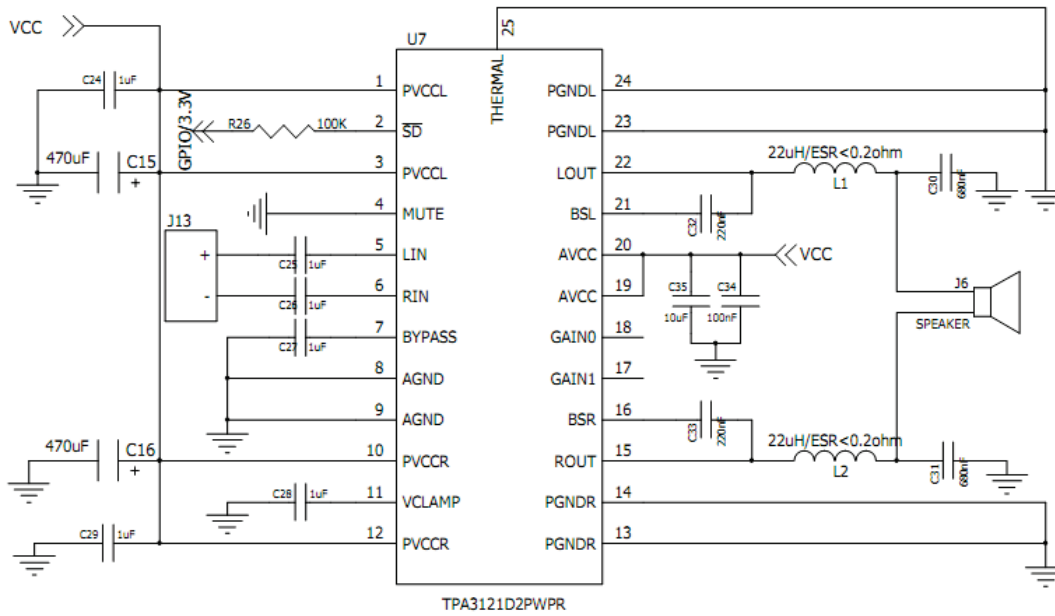 VCC
C24
1uF
470uF
C15
+
GPIO/3.3V
R26
100K
J13
+
-
C25
1uF
C26
1uF
C27
1uF
470uF
C16
+
C28
1uF
C29
1uF
U7
25
THERMAL
1 PVCCL
2 SD
3 PVCCL
4 MUTE
5 LIN
6 RIN
7 BYPASS
8 AGND
9 AGND
10 PVCCR
11 VCLAMP
12 PVCCR
PGNDL 24
PGNDL 23
LOUT 22
BSL 21
AVCC 20
AVCC 19
GAIN0 18
GAIN1 17
BSR 16
ROUT 15
PGNDR 14
PGNDR 13
TPA3121D2PWPR
22uH/ESR<0.2ohm
L1
C30
680nF
C32
220nF
VCC
C35
10uF
C34
100nF
J6
SPEAKER
C33
220nF
22uH/ESR<0.2ohm
L2
C31
680nF